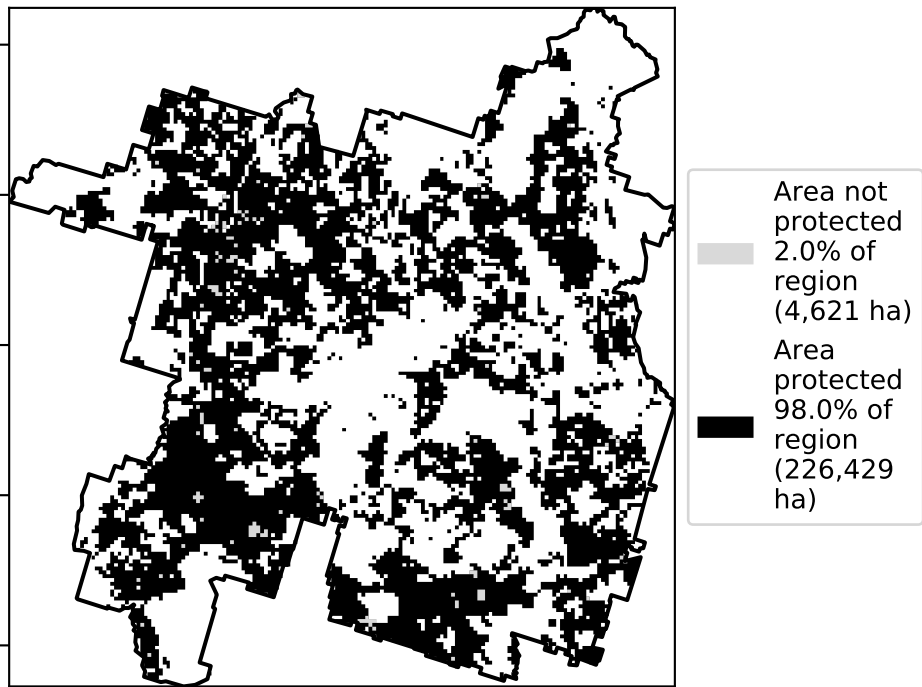 Area not
protected
2.0% of
region
(4,621 ha)
Area
protected
98.0% of
region
(226,429
ha)